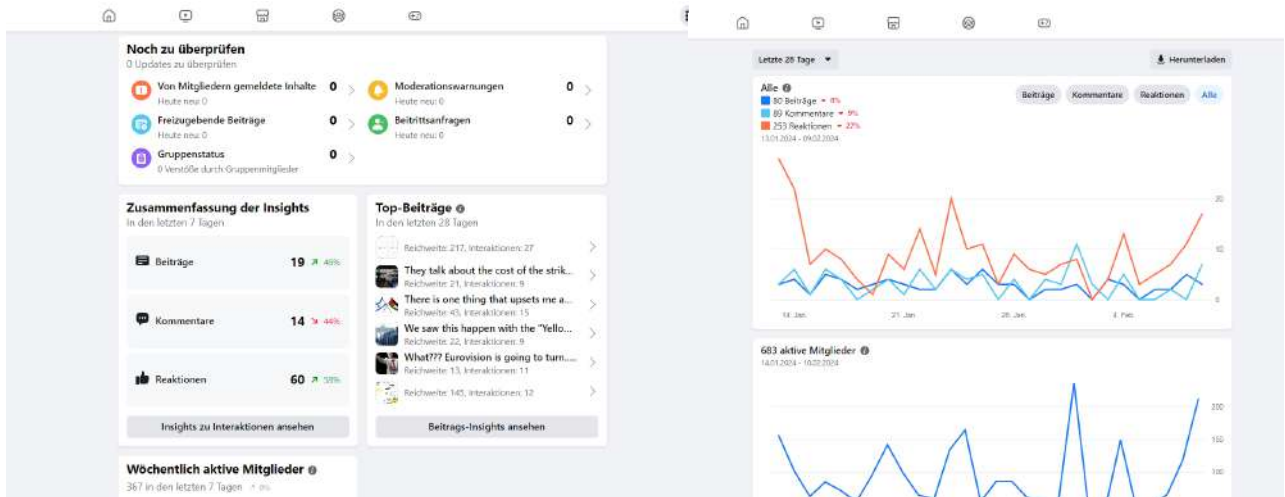 Noch zu überprüfen
0 Updates zu überprüfen
Von Mitgliedern gemeldete Inhalte 0
Heute neu: 0
Moderationswarnungen 0
Heute neu: 0
Freizugebende Beiträge 0
Heute neu: 0
Beitrittsanfragen 0
Heute neu: 0
Gruppenstatus 0
0 Verstöße durch Gruppenmitglieder
Zusammenfassung der Insights
In den letzten 7 Tagen
Beiträge 19 46%
Kommentare 14 44%
Reaktionen 60 58%
Insights zu Interaktionen ansehen
Top-Beiträge
In den letzten 28 Tagen
Reichweite: 217, Interaktionen: 27
They talk about the cost of the strik...
Reichweite: 21, Interaktionen: 9
There is one thing that upsets me a...
Reichweite: 43, Interaktionen: 15
We saw this happen with the "Yello...
Reichweite: 22, Interaktionen: 9
What??? Eurovision is going to turn.....
Reichweite: 13, Interaktionen: 11
Reichweite: 145, Interaktionen: 12
Beitrags-Insights ansehen
Wöchentlich aktive Mitglieder
367 in den letzten 7 Tagen
Letzte 28 Tage
Herunterladen
Alle
Beiträge Kommentare Reaktionen Alle
80 Beiträge
89 Kommentare 9%
253 Reaktionen 22%
13.01.2024 - 09.02.2024
20
0
14. Jan.
21. Jan.
28. Jan.
4. Feb.
683 aktive Mitglieder
14.01.2024 - 10.02.2024
200
150
100